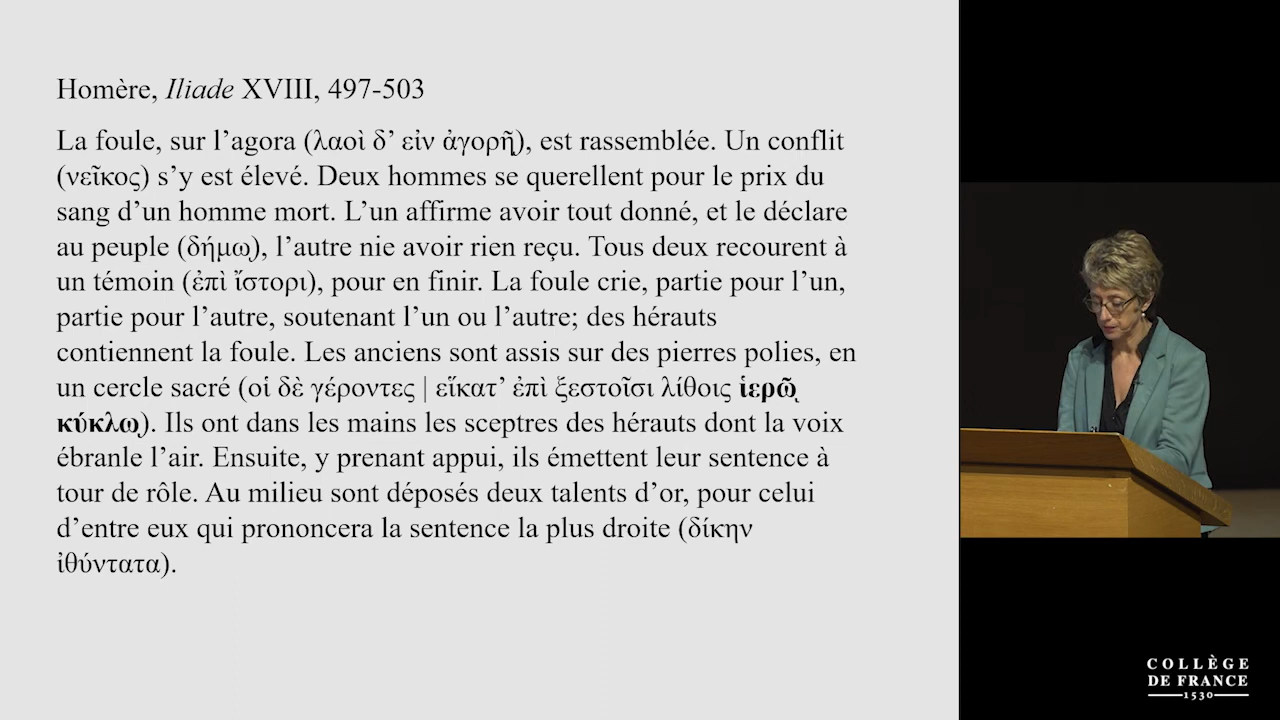 Homère, Iliade XVIII, 497-503
La foule, sur l’agora (λαοὶ δ’ εἰν ἀγορῇ), est rassemblée. Un conflit
(νεῖκος) s’y est élevé. Deux hommes se querellent pour le prix du
sang d’un homme mort. L’un affirme avoir tout donné, et le déclare
au peuple (δήμῳ), l’autre nie avoir rien reçu. Tous deux recourent à
un témoin (ἐπὶ ἴστορι), pour en finir. La foule crie, partie pour l’un,
partie pour l’autre, soutenant l’un ou l’autre; des hérauts
contiennent la foule. Les anciens sont assis sur des pierres polies, en
un cercle sacré (οἱ δὲ γέροντες | εἵκατ’ ἐπὶ ξεστοῖσι λίθοις ἱερῷ
κύκλῳ). Ils ont dans les mains les sceptres des hérauts dont la voix
ébranle l’air. Ensuite, y prenant appui, ils émettent leur sentence à
tour de rôle. Au milieu sont déposés deux talents d’or, pour celui
d’entre eux qui prononcera la sentence la plus droite (δίκην
ἰθύντατα).
COLLÈGE
DE FRANCE
1530